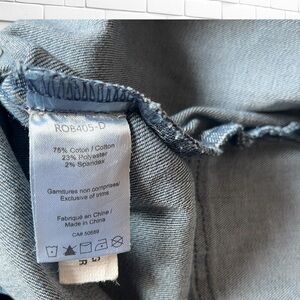 ROB405-D
75% Coton / Cotton
23% Polyester
2% Spandex
Garnitures non comprises/
Exclusive of trims
Fabriqué en Chine /
Made in China
CA# 50689